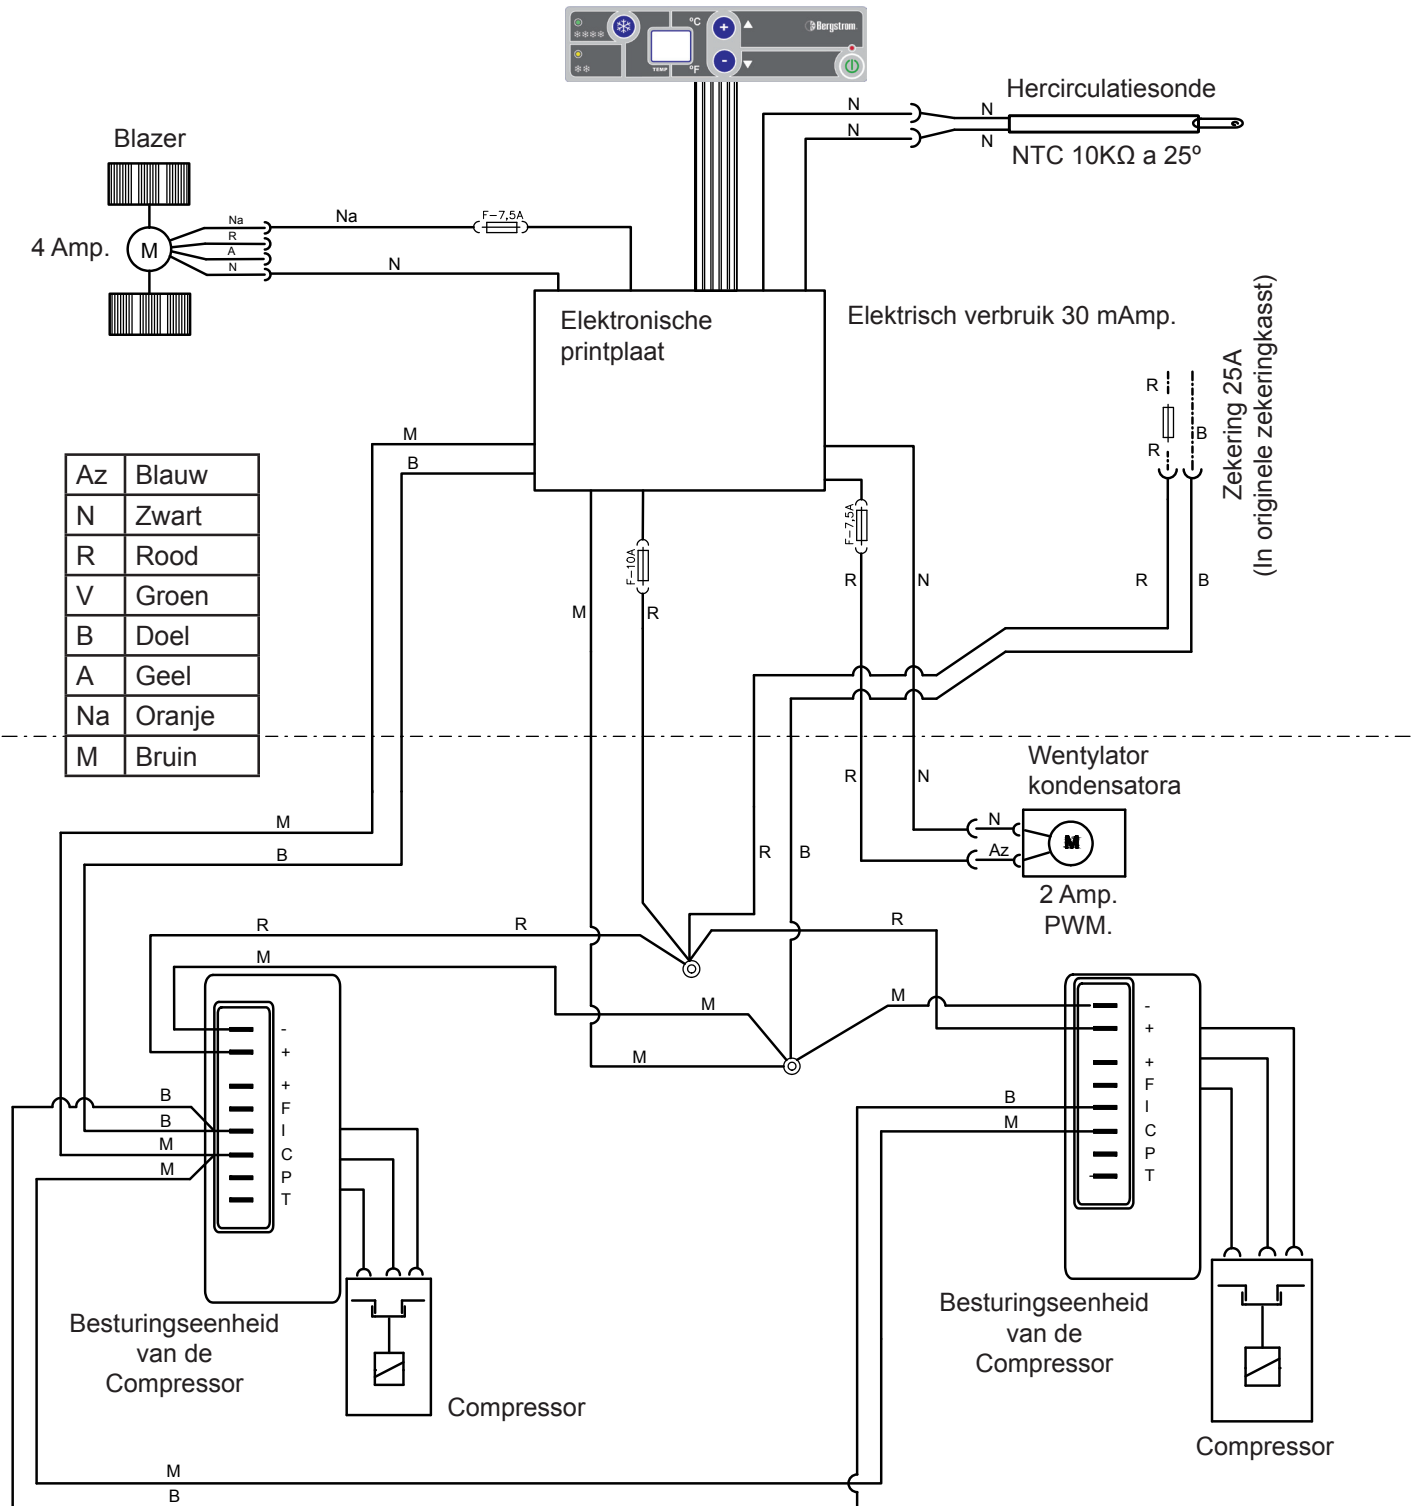 °C
+
Bergstrom
-
TEMP
°F
Hercirculatiesonde
N
N
N
N
NTC 10KΩ a 25º
Blazer
4 Amp.
M
Na
R
A
N
Na
F-7,5A
N
Elektronische
printplaat
Elektrisch verbruik 30 mAmp.
Zekering 25A
(In originele zekeringkasst)
R
B
R
R
B
M
B
Az Blauw
N Zwart
R Rood
V Groen
B Doel
A Geel
Na Oranje
M Bruin
F-10A
F-7,5A
M
R
R
N
R
N
Wentylator
kondensatora
N
Az
M
2 Amp.
PWM.
M
B
R
B
R
R
R
M
M
M
M
-
+
+
F
I
C
P
T
B
B
M
M
-
+
+
F
I
C
P
T
B
M
Besturingseenheid
van de
Compressor
Compressor
Besturingseenheid
van de
Compressor
Compressor
M
B